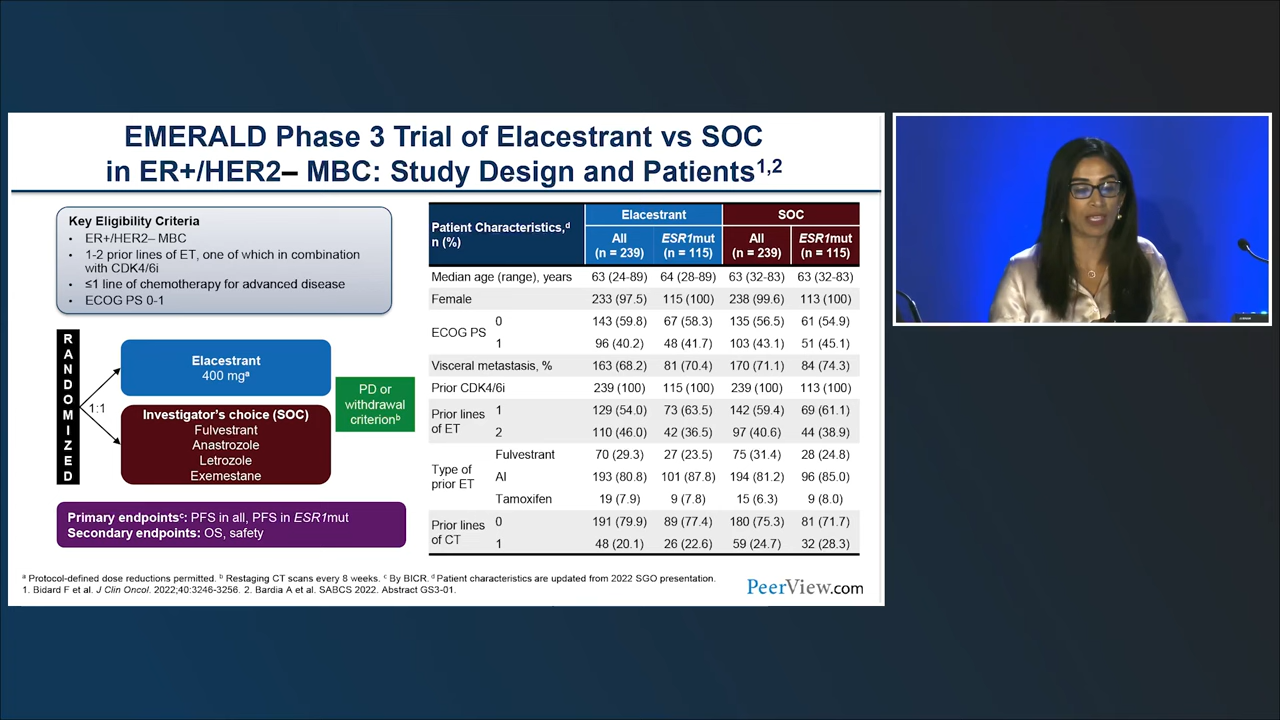 EMERALD Phase 3 Trial of Elacestrant vs SOC
in ER+/HER2– MBC: Study Design and Patients1,2
Key Eligibility Criteria
• ER+/HER2– MBC
• 1-2 prior lines of ET, one of which in combination
with CDK4/6i
• ≤1 line of chemotherapy for advanced disease
• ECOG PS 0-1
RANDOMIZED
1:1
Elacestrant
400 mga
Investigator's choice (SOC)
Fulvestrant
Anastrozole
Letrozole
Exemestane
PD or
withdrawal
criterionb
Primary endpointsc: PFS in all, PFS in ESR1mut
Secondary endpoints: OS, safety
Patient Characteristics,d
n (%)
Elacestrant SOC
All ESR1mut All ESR1mut
(n = 239) (n = 115) (n = 239) (n = 115)
Median age (range), years 63 (24-89) 64 (28-89) 63 (32-83) 63 (32-83)
Female 233 (97.5) 115 (100) 238 (99.6) 113 (100)
ECOG PS
0 143 (59.8) 67 (58.3) 135 (56.5) 61 (54.9)
1 96 (40.2) 48 (41.7) 103 (43.1) 51 (45.1)
Visceral metastasis, % 163 (68.2) 81 (70.4) 170 (71.1) 84 (74.3)
Prior CDK4/6i 239 (100) 115 (100) 239 (100) 113 (100)
Prior lines
of ET
1 129 (54.0) 73 (63.5) 142 (59.4) 69 (61.1)
2 110 (46.0) 42 (36.5) 97 (40.6) 44 (38.9)
Type of
prior ET
Fulvestrant 70 (29.3) 27 (23.5) 75 (31.4) 28 (24.8)
AI 193 (80.8) 101 (87.8) 194 (81.2) 96 (85.0)
Tamoxifen 19 (7.9) 9 (7.8) 15 (6.3) 9 (8.0)
Prior lines
of CT
0 191 (79.9) 89 (77.4) 180 (75.3) 81 (71.7)
1 48 (20.1) 26 (22.6) 59 (24.7) 32 (28.3)
a Protocol-defined dose reductions permitted. b Restaging CT scans every 8 weeks. c By BICR. d Patient characteristics are updated from 2022 SGO presentation.
1. Bidard F et al. J Clin Oncol. 2022;40:3246-3256. 2. Bardia A et al. SABCS 2022. Abstract GS3-01.
PeerView.com